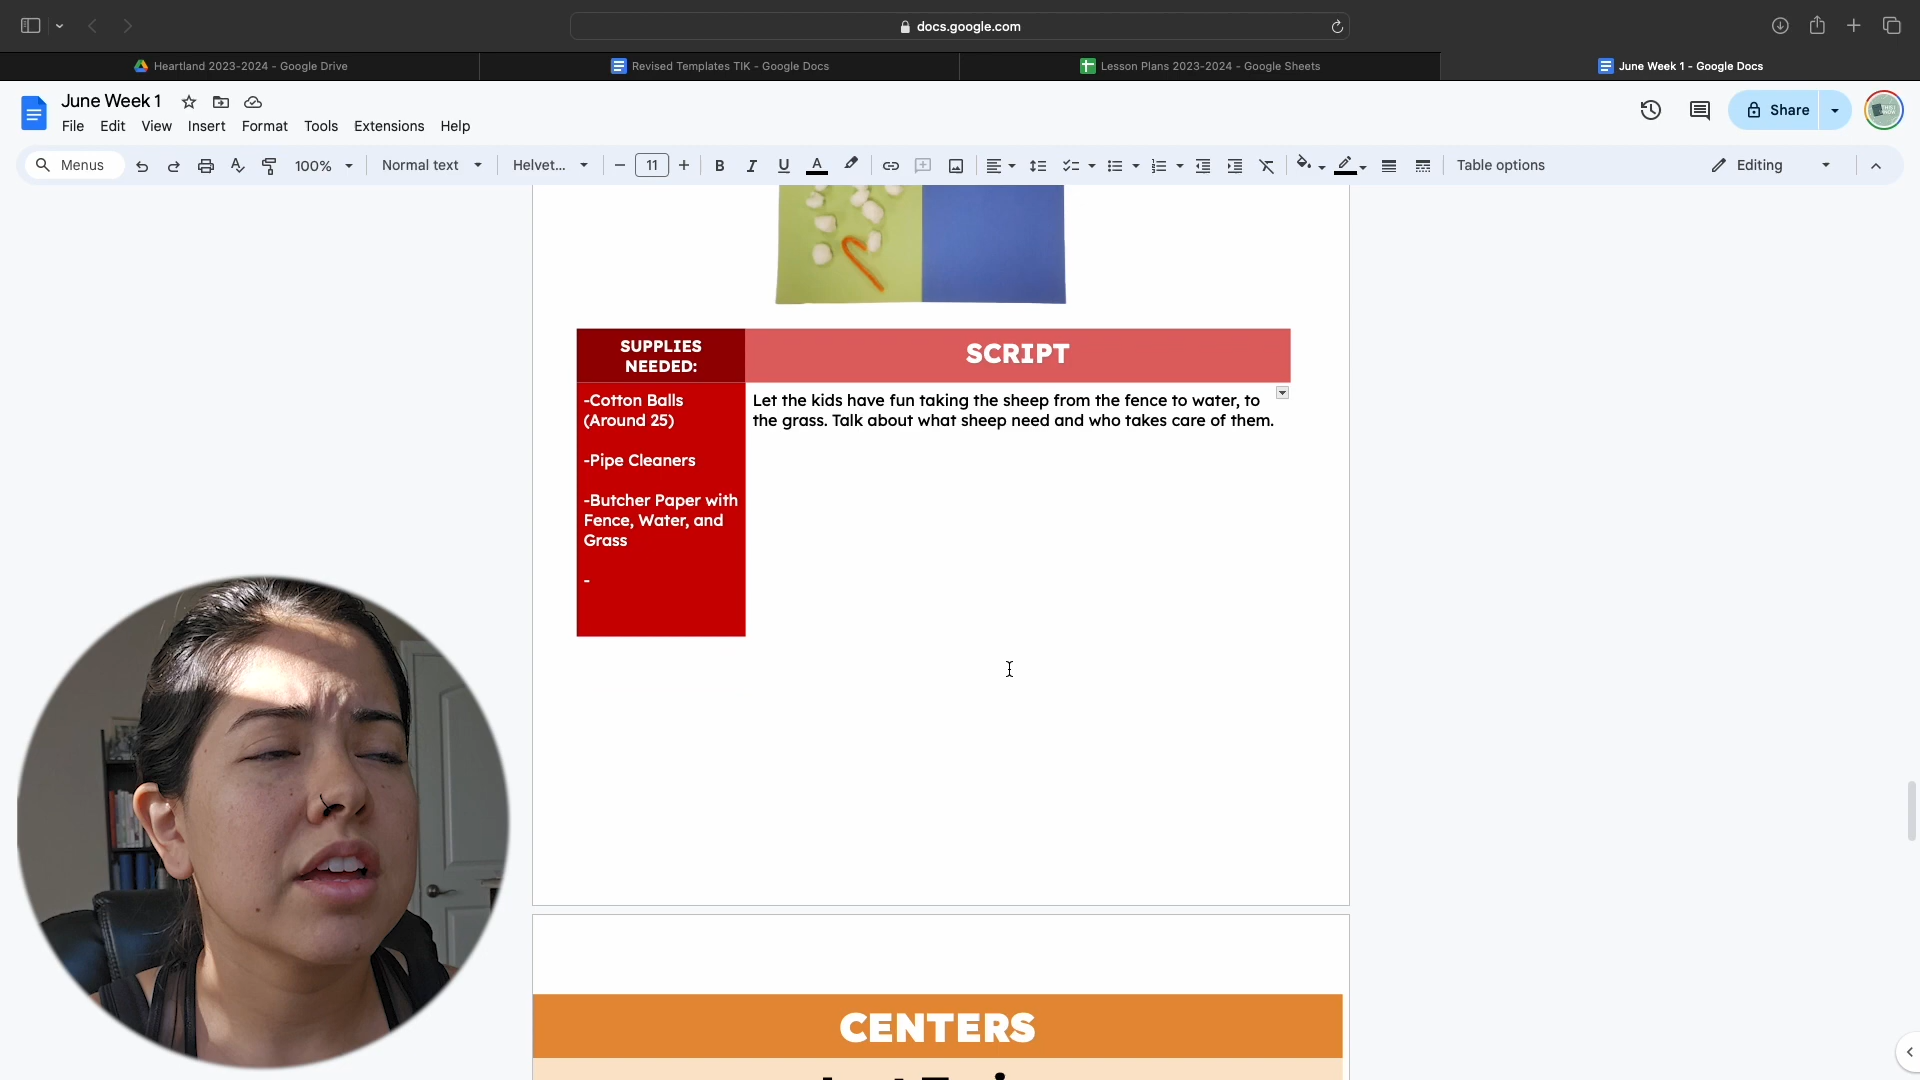 docs.google.com
Heartland 2023-2024 - Google Drive
Revised Templates TIK - Google Docs
Lesson Plans 2023-2024 - Google Sheets
June Week 1 - Google Docs
June Week 1
File Edit View Insert Format Tools Extensions Help
Share
Menus
100%
Normal text
Helvet...
11
B I U A
Table options
Editing
SUPPLIES
NEEDED:
SCRIPT
-Cotton Balls
(Around 25)
-Pipe Cleaners
-Butcher Paper with
Fence, Water, and
Grass
-
Let the kids have fun taking the sheep from the fence to water, to
the grass. Talk about what sheep need and who takes care of them.
CENTERS